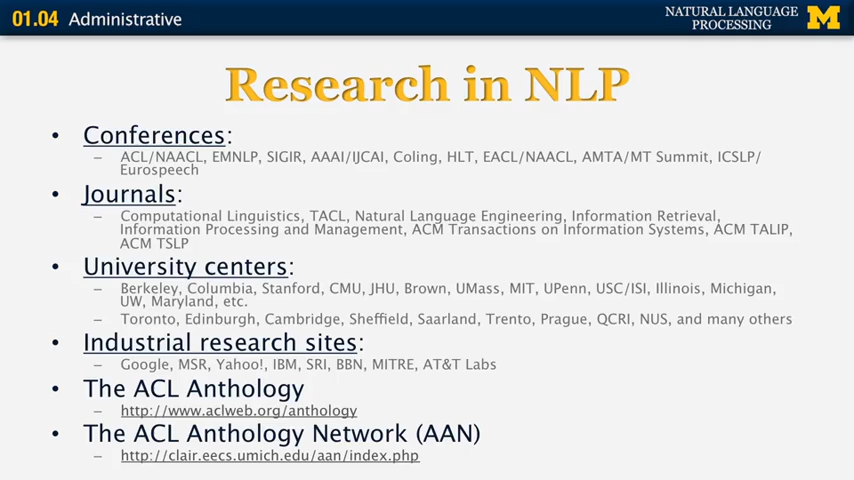 01.04 Administrative
NATURAL LANGUAGE
PROCESSING
M
Research in NLP
• Conferences:
– ACL/NAACL, EMNLP, SIGIR, AAAI/IJCAI, Coling, HLT, EACL/NAACL, AMTA/MT Summit, ICSLP/
Eurospeech
• Journals:
– Computational Linguistics, TACL, Natural Language Engineering, Information Retrieval,
Information Processing and Management, ACM Transactions on Information Systems, ACM TALIP,
ACM TSLP
• University centers:
– Berkeley, Columbia, Stanford, CMU, JHU, Brown, UMass, MIT, UPenn, USC/ISI, Illinois, Michigan,
UW, Maryland, etc.
– Toronto, Edinburgh, Cambridge, Sheffield, Saarland, Trento, Prague, QCRI, NUS, and many others
• Industrial research sites:
– Google, MSR, Yahoo!, IBM, SRI, BBN, MITRE, AT&T Labs
• The ACL Anthology
– http://www.aclweb.org/anthology
• The ACL Anthology Network (AAN)
– http://clair.eecs.umich.edu/aan/index.php